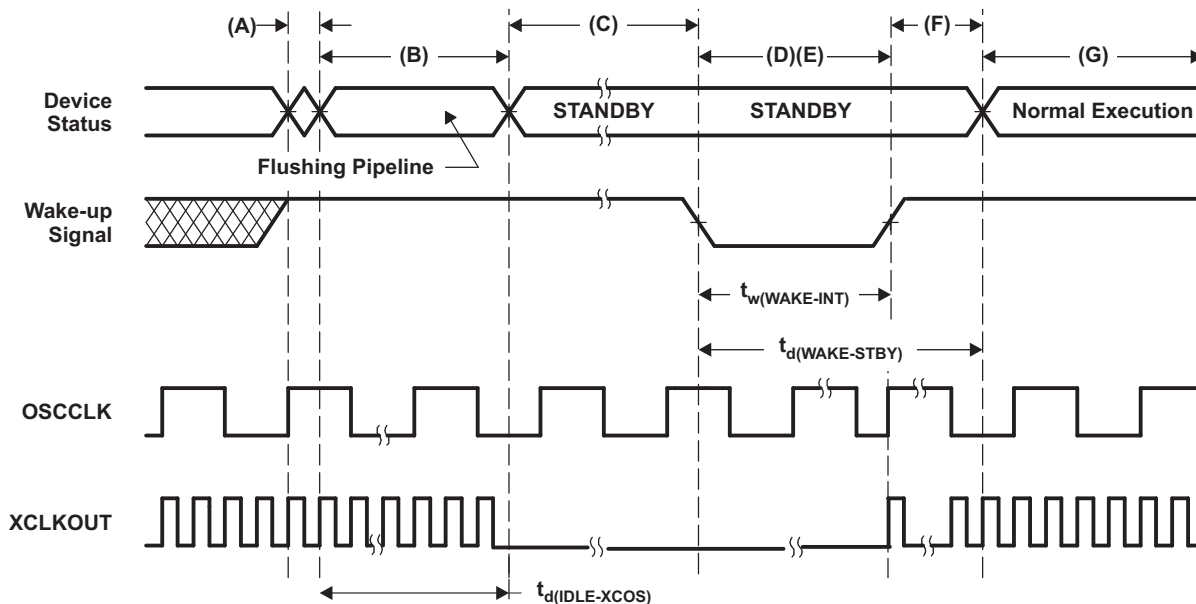 (A)
(C)
(F)
(B)
(D)(E)
(G)
Device
Status
STANDBY
STANDBY
Normal Execution
Flushing Pipeline
Wake-up
Signal
tw(WAKE-INT)
td(WAKE-STBY)
OSCCLK
XCLKOUT
td(IDLE-XCOS)